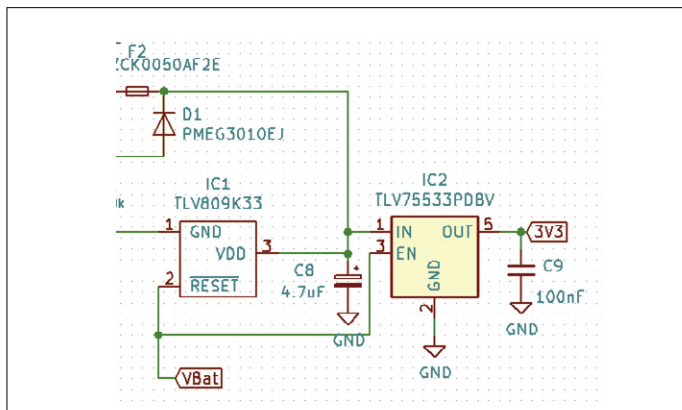 F2
ZCK0050AF2E
D1
PMEG3010EJ
IC1
TLV809K33
IC2
TLV75533PDBV
k
1
GND
VDD
3
2
RESET
C8
4.7uF
+
GND
1
IN
OUT
5
3
EN
GND
2
GND
3V3
C9
100nF
GND
VBat